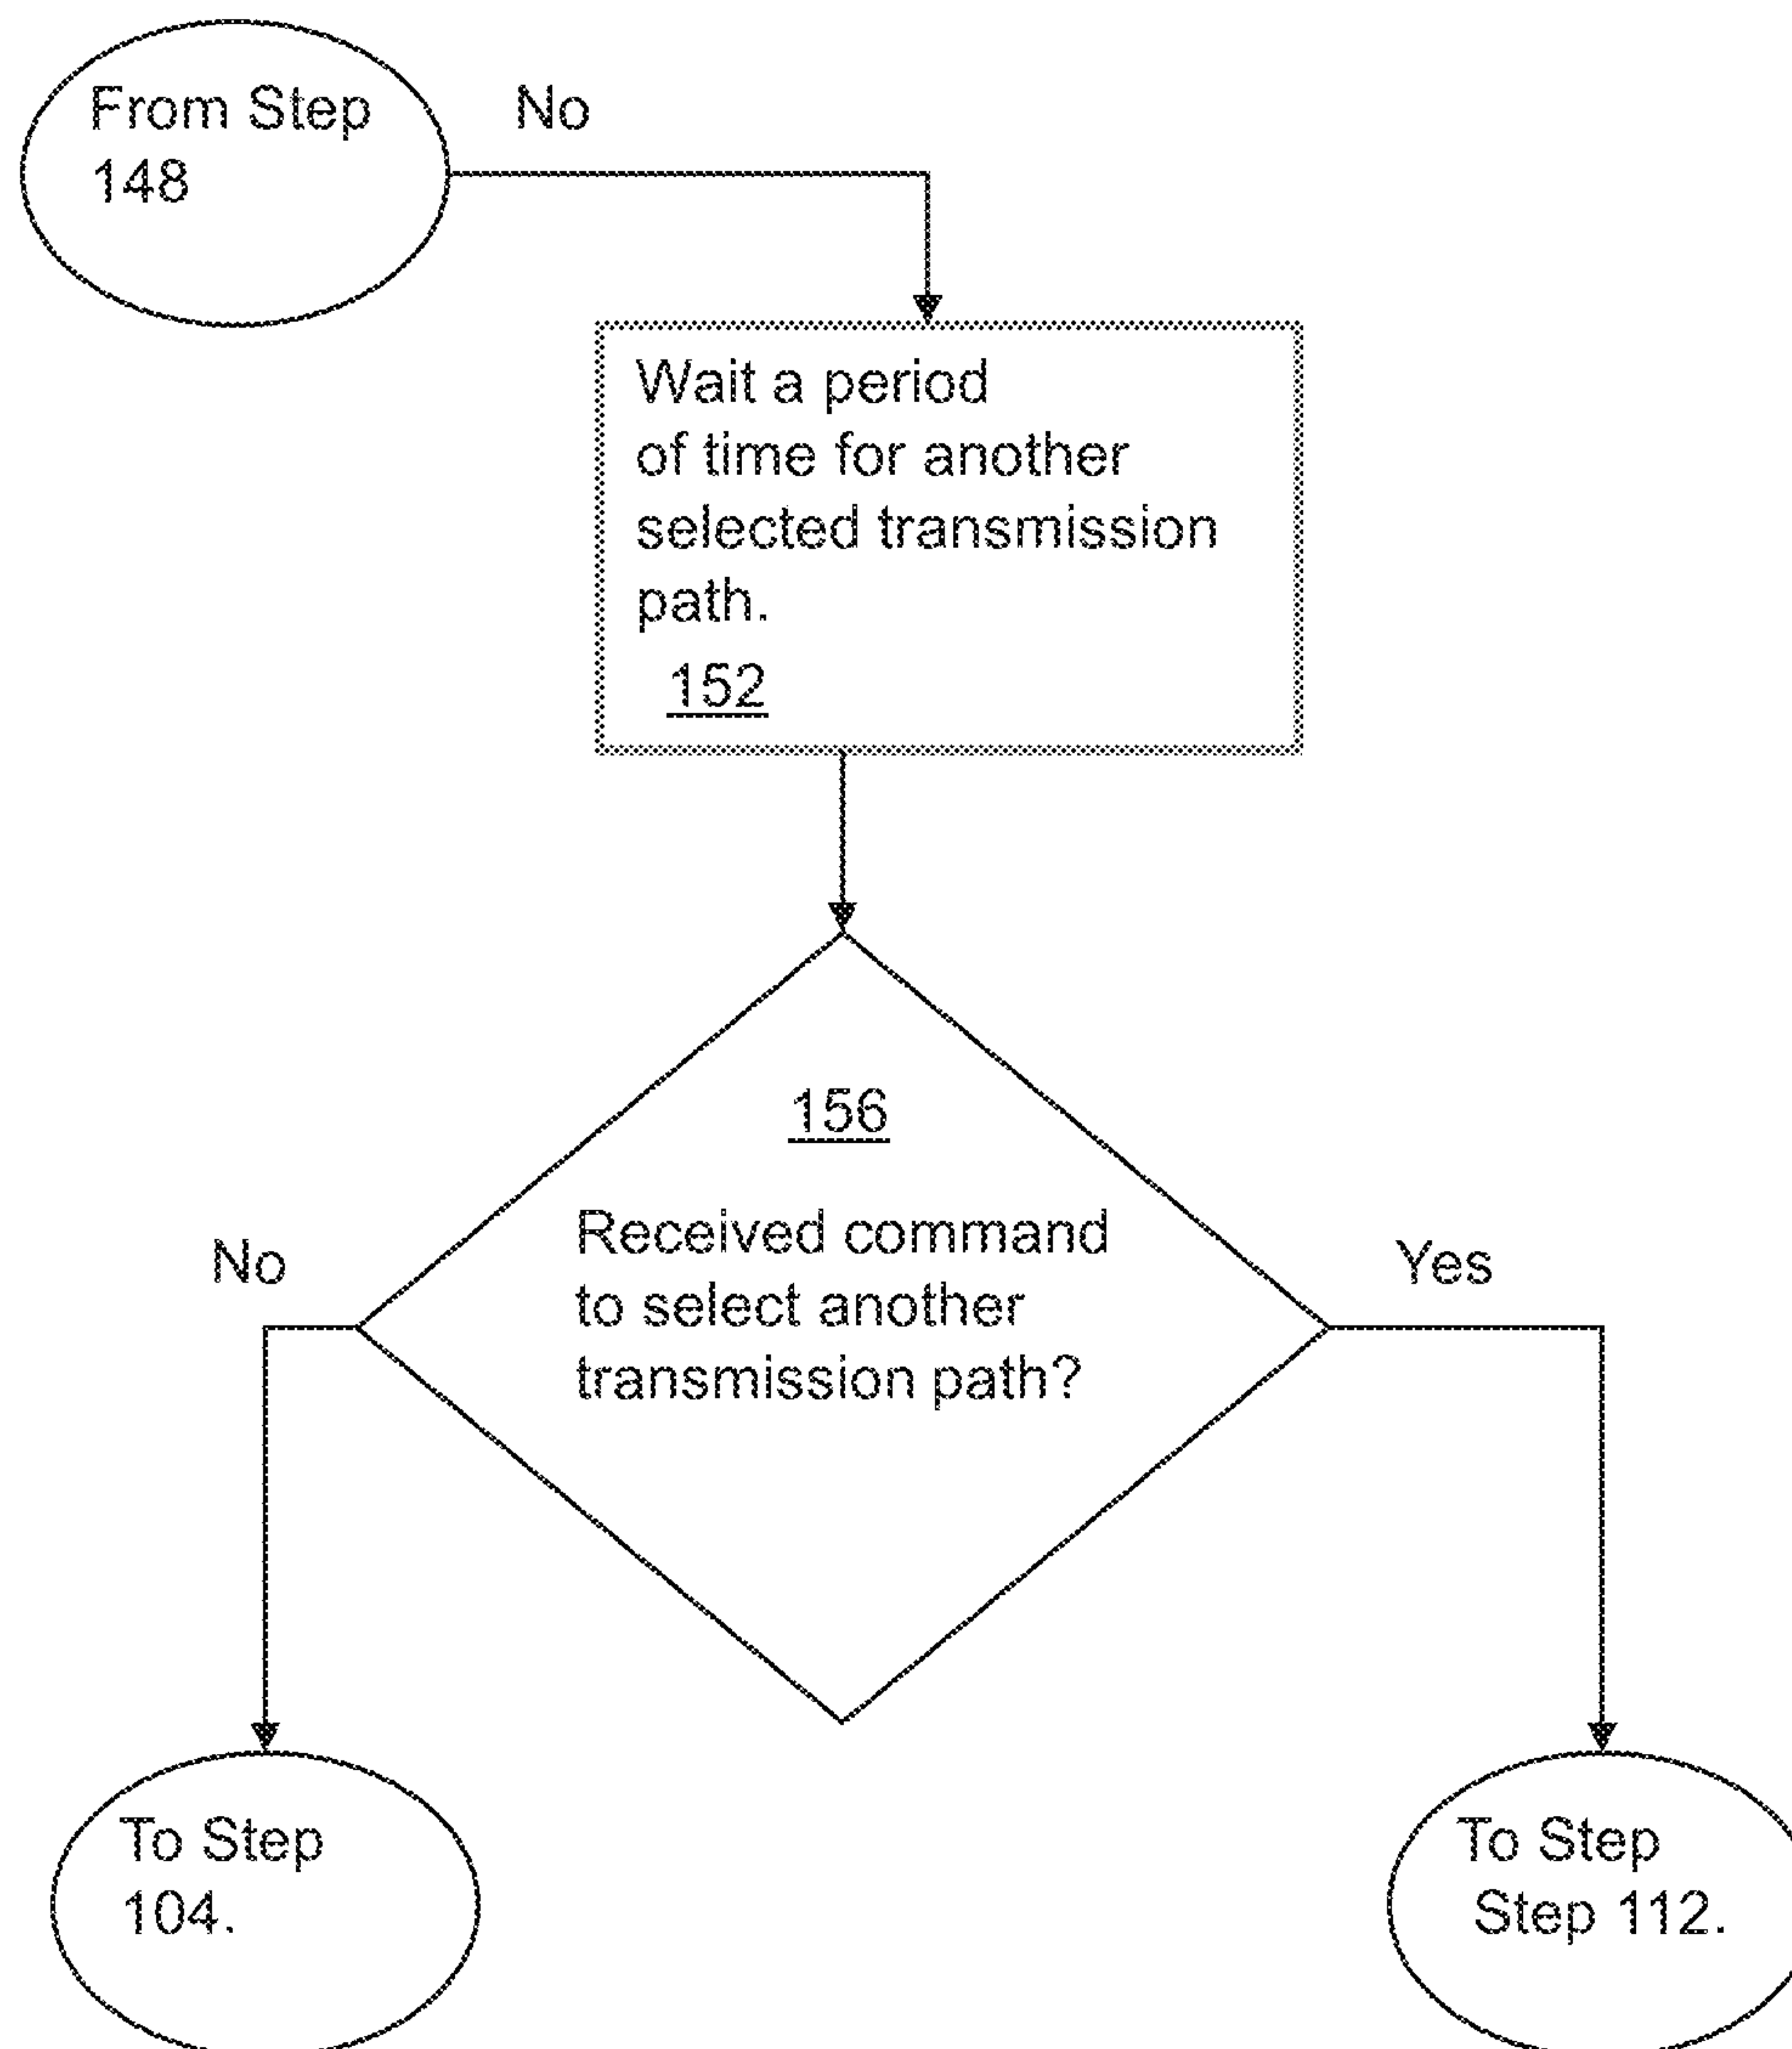 From Step
148
No
Wait a period
of time for another
selected transmission
path.
152
156
Received command
to select another
transmission path?
No
Yes
To Step
104.
To Step
Step 112.